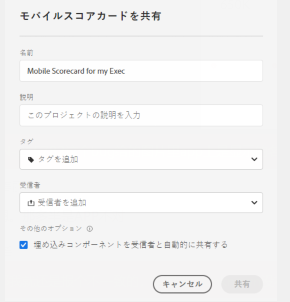 モバイルスコアカードを共有
名前
Mobile Scorecard for my Exec
説明
このプロジェクトの説明を入力
タグ
タグを追加
受信者
受信者を追加
その他のオプション
埋め込みコンポーネントを受信者と自動的に共有する
キャンセル
共有